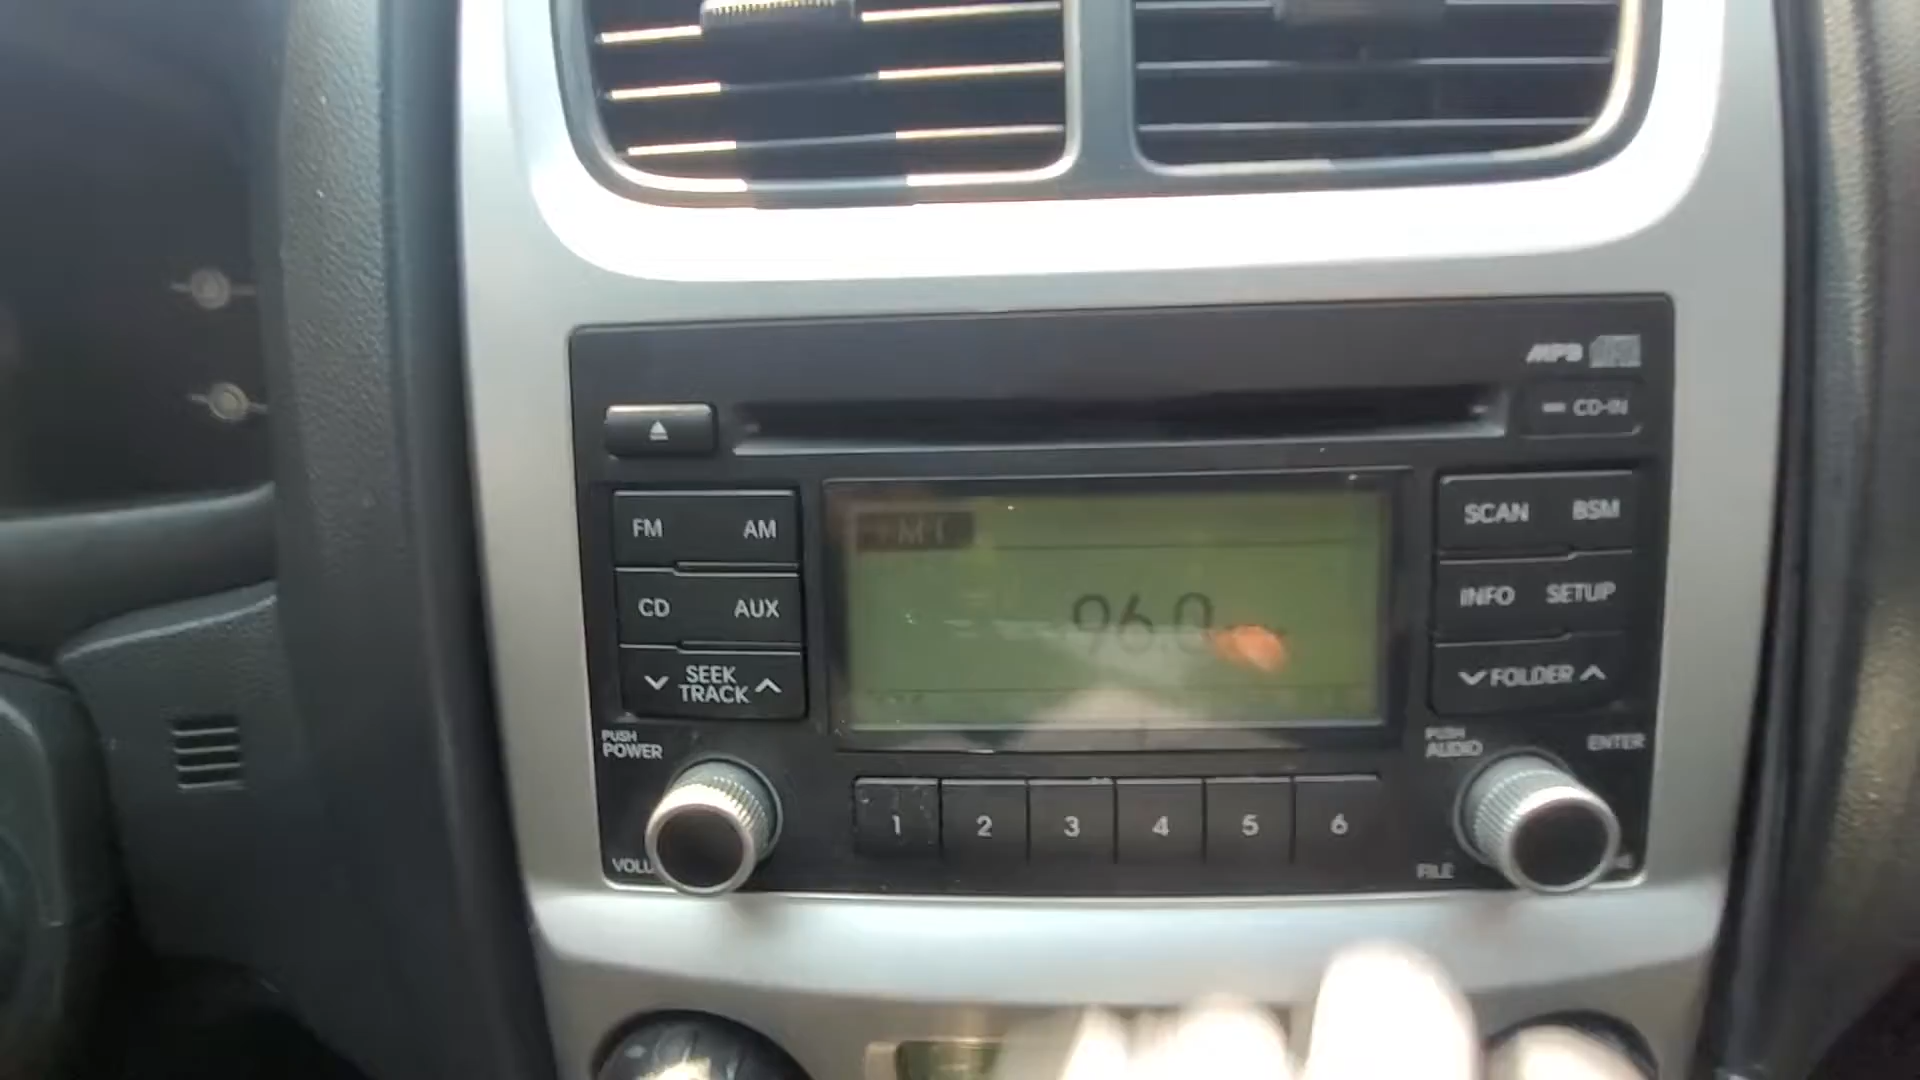 MP3
CD-IN
FM AM
SCAN BSM
CD AUX
INFO SETUP
SEEK
TRACK
FOLDER
96.0
PUSH
POWER
PUSH
AUDIO
ENTER
1 2 3 4 5 6
FILE